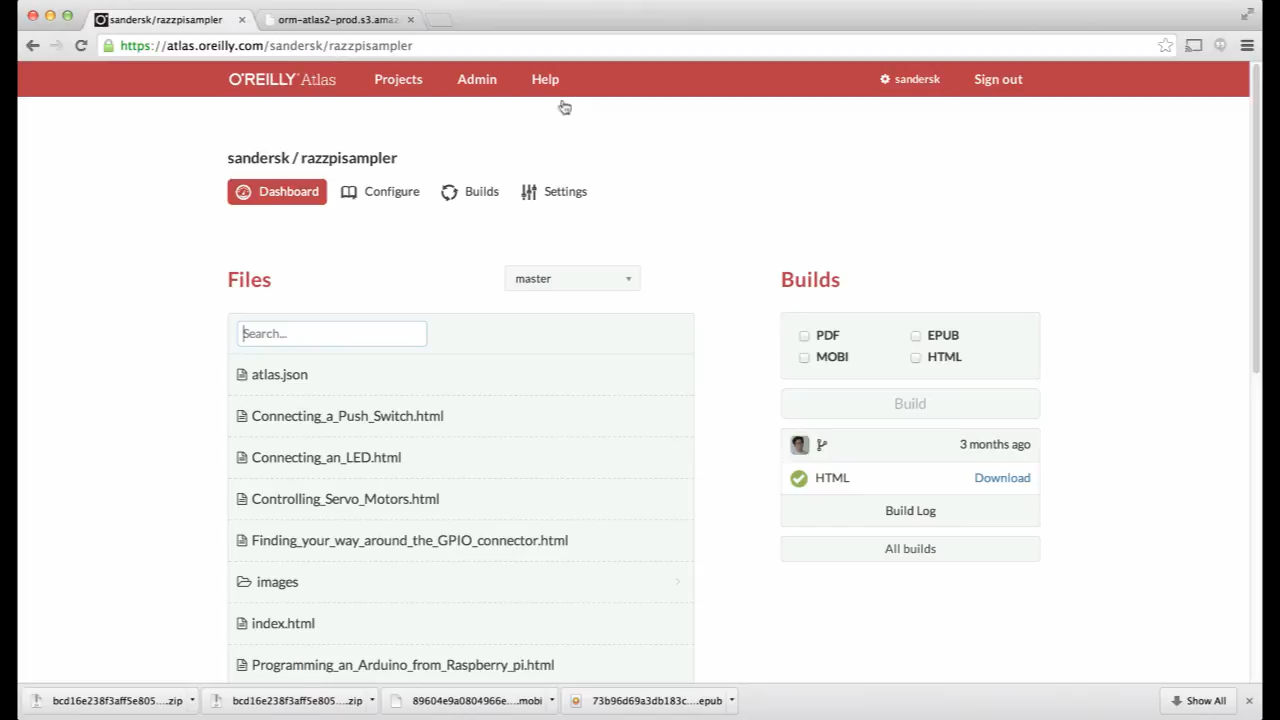 sandersk/razzpisampler
orm-atlas2-prod.s3.amaz
https://atlas.oreilly.com/sandersk/razzpisampler
O'REILLY Atlas
Projects
Admin
Help
sandersk
Sign out
sandersk / razzpisampler
Dashboard
Configure
Builds
Settings
Files
master
Search...
atlas.json
Connecting_a_Push_Switch.html
Connecting_an_LED.html
Controlling_Servo_Motors.html
Finding_your_way_around_the_GPIO_connector.html
images
index.html
Programming_an_Arduino_from_Raspberry_pi.html
Builds
PDF
EPUB
MOBI
HTML
Build
3 months ago
HTML
Download
Build Log
All builds
bcd16e238f3aff5e805....zip
bcd16e238f3aff5e805....zip
89604e9a0804966e....mobi
73b96d69a3db183c....epub
Show All